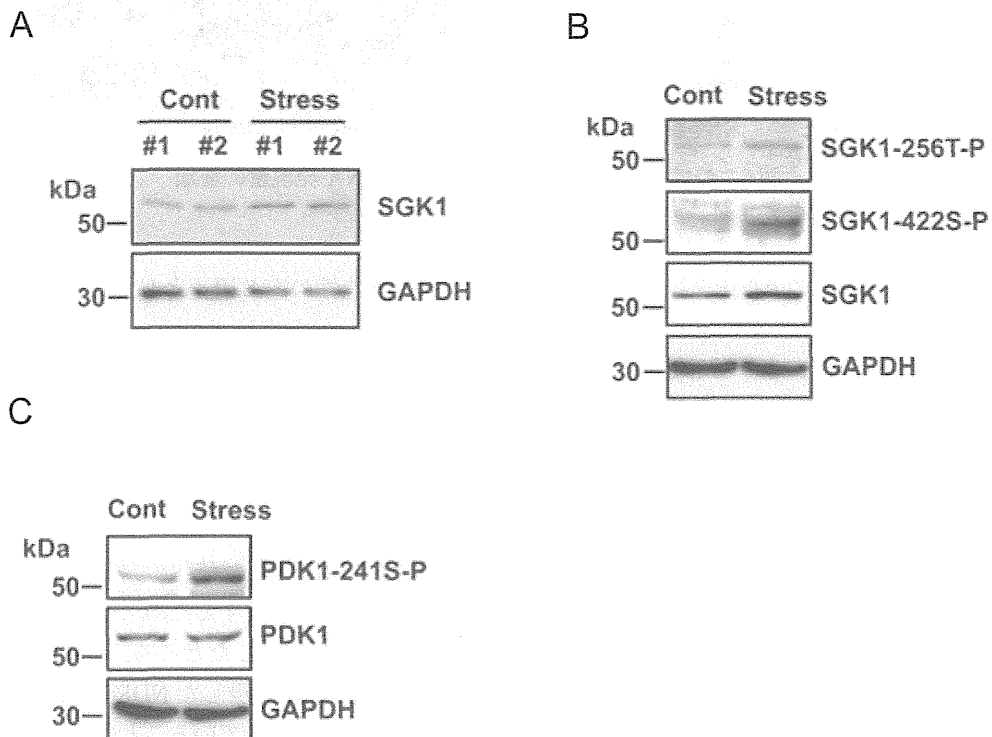 A
Cont Stress
#1 #2 #1 #2
kDa
50
SGK1
30
GAPDH
B
Cont Stress
kDa
50
SGK1-256T-P
50
SGK1-422S-P
50
SGK1
30
GAPDH
C
Cont Stress
kDa
50
PDK1-241S-P
50
PDK1
30
GAPDH